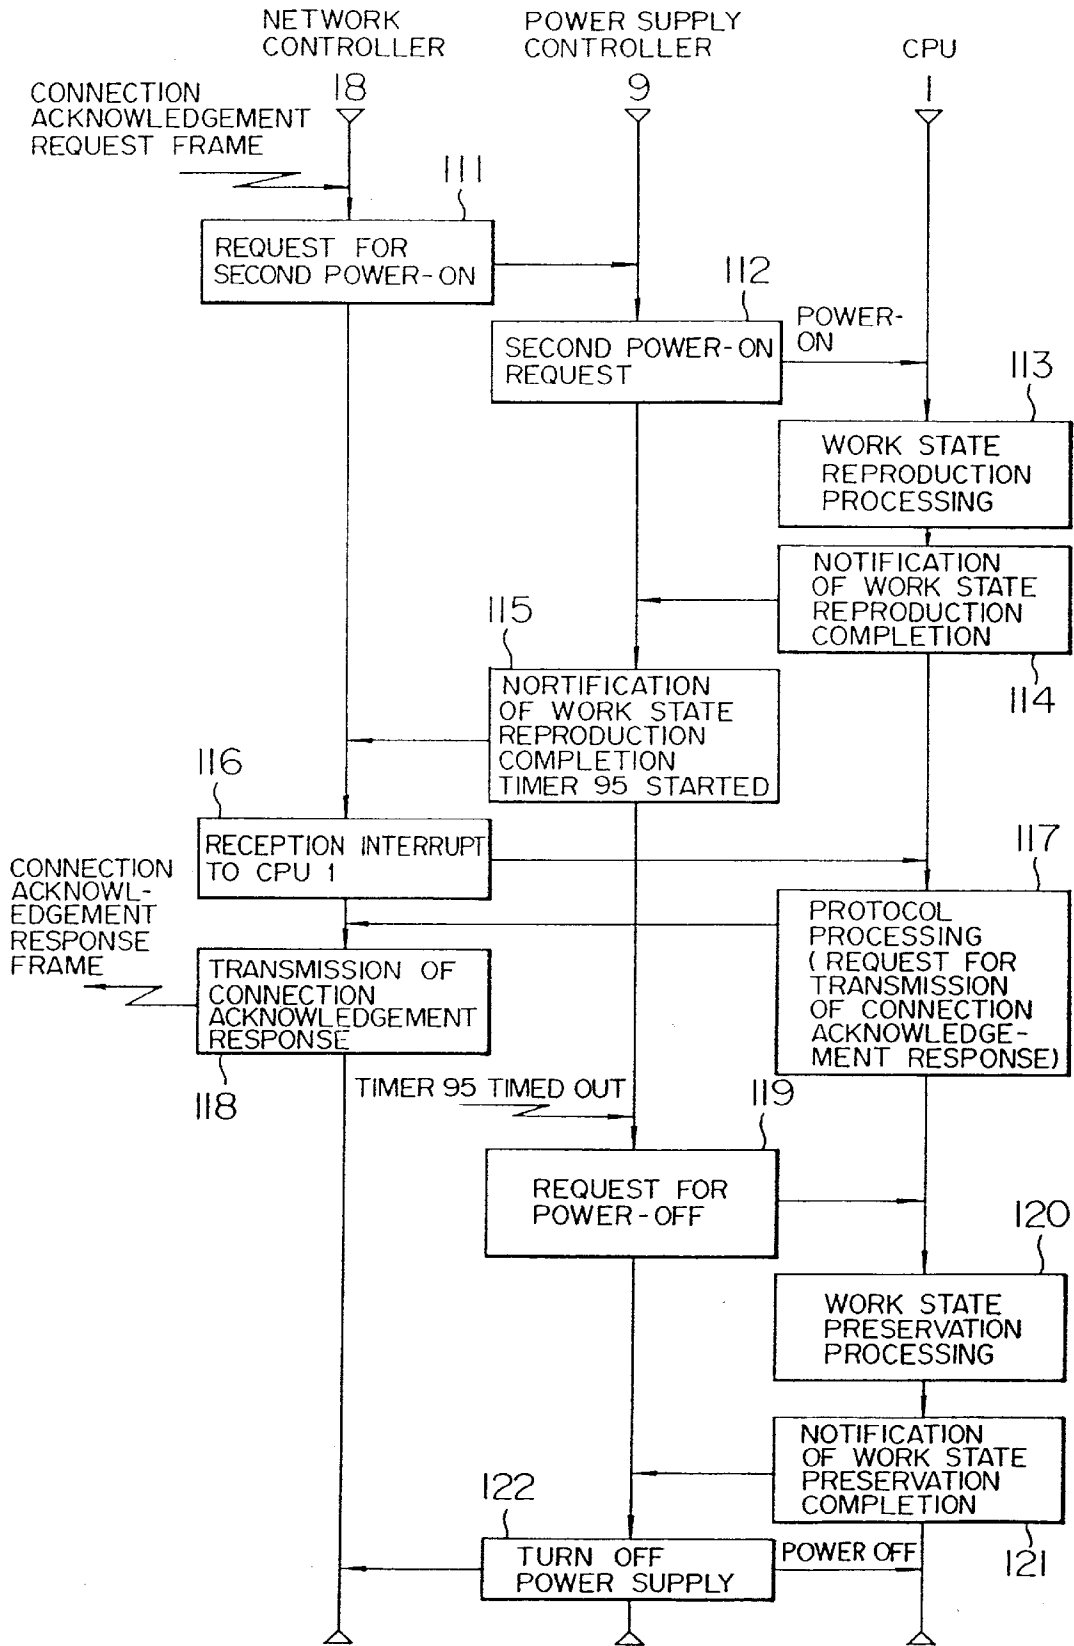 NETWORK
CONTROLLER
18
POWER SUPPLY
CONTROLLER
9
CPU
1
CONNECTION
ACKNOWLEDGEMENT
REQUEST FRAME
111
REQUEST FOR
SECOND POWER-ON
112
SECOND POWER-ON
REQUEST
POWER-
ON
113
WORK STATE
REPRODUCTION
PROCESSING
NOTIFICATION
OF WORK STATE
REPRODUCTION
COMPLETION
114
115
NORTIFICATION
OF WORK STATE
REPRODUCTION
COMPLETION
TIMER 95 STARTED
116
RECEPTION INTERRUPT
TO CPU 1
117
PROTOCOL
PROCESSING
(REQUEST FOR
TRANSMISSION
OF CONNECTION
ACKNOWLEDGE-
MENT RESPONSE)
CONNECTION
ACKNOWL-
EDGEMENT
RESPONSE
FRAME
TRANSMISSION OF
CONNECTION
ACKNOWLEDGEMENT
RESPONSE
118
TIMER 95 TIMED OUT
119
REQUEST FOR
POWER-OFF
120
WORK STATE
PRESERVATION
PROCESSING
NOTIFICATION
OF WORK STATE
PRESERVATION
COMPLETION
121
122
TURN OFF
POWER SUPPLY
POWER OFF